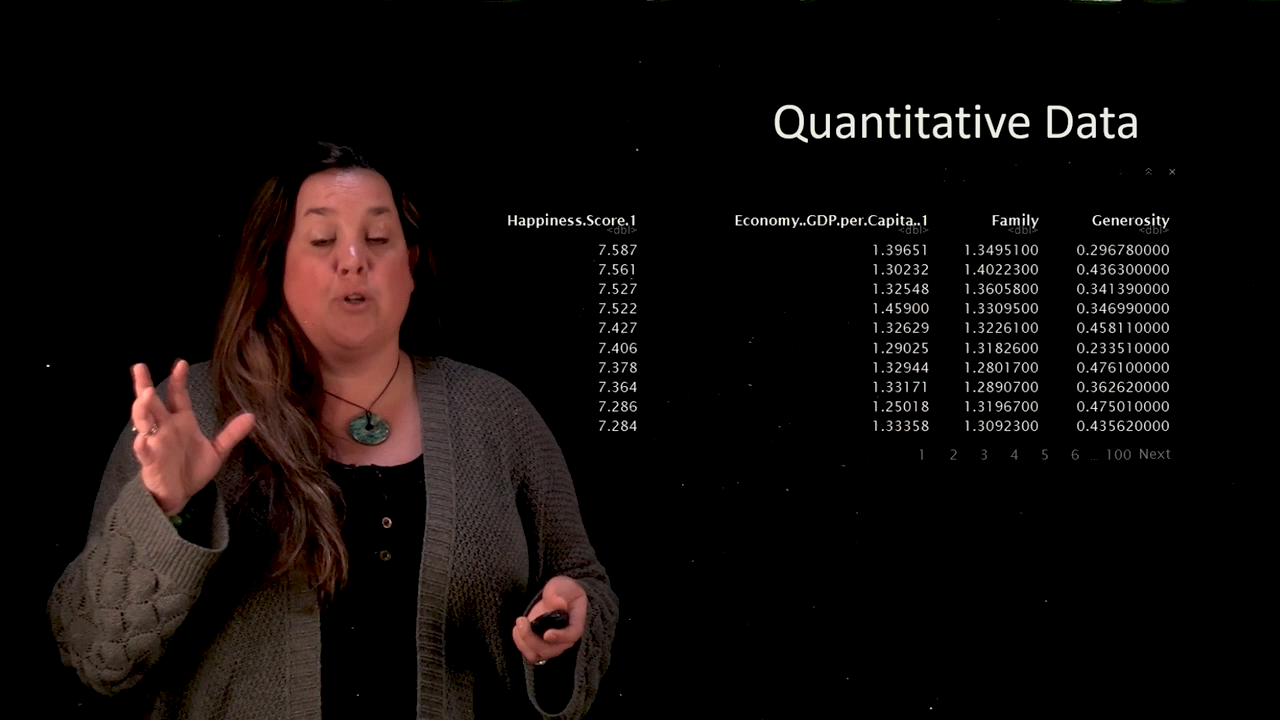 Quantitative Data
Happiness.Score.1 Economy..GDP.per.Capita..1 Family Generosity
<dbl> <dbl> <dbl> <dbl>
7.587 1.39651 1.3495100 0.296780000
7.561 1.30232 1.4022300 0.436300000
7.527 1.32548 1.3605800 0.341390000
7.522 1.45900 1.3309500 0.346990000
7.427 1.32629 1.3226100 0.458110000
7.406 1.29025 1.3182600 0.233510000
7.378 1.32944 1.2801700 0.476100000
7.364 1.33171 1.2890700 0.362620000
7.286 1.25018 1.3196700 0.475010000
7.284 1.33358 1.3092300 0.435620000
1 2 3 4 5 6 ... 100 Next